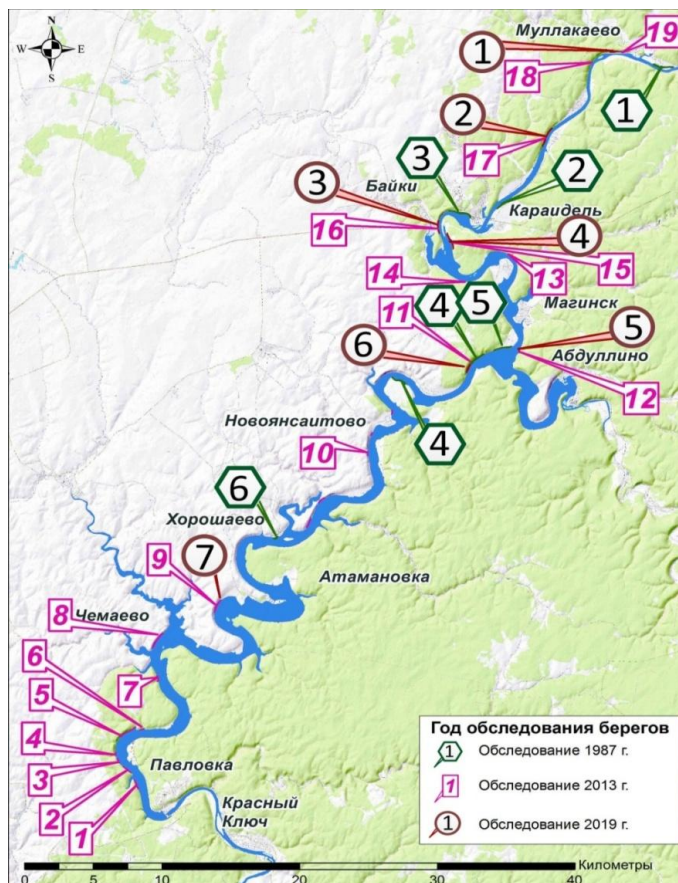 N
W E
S
Муллакаево
19
1
18
1
2
17
3
2
Байки
3
Караидель
16
4
15
14
13
Магинск
11
4
5
5
6
Абдуллино
12
Новоянсаитово
10
4
6
Хорошаево
7
9
Атамановка
Чемаево
8
6
7
5
4
Павловка
3
Красный
Ключ
2
1
Год обследования берегов
1 Обследование 1987 г.
1 Обследование 2013 г.
1 Обследование 2019 г.
Километры
0 5 10 20 30 40